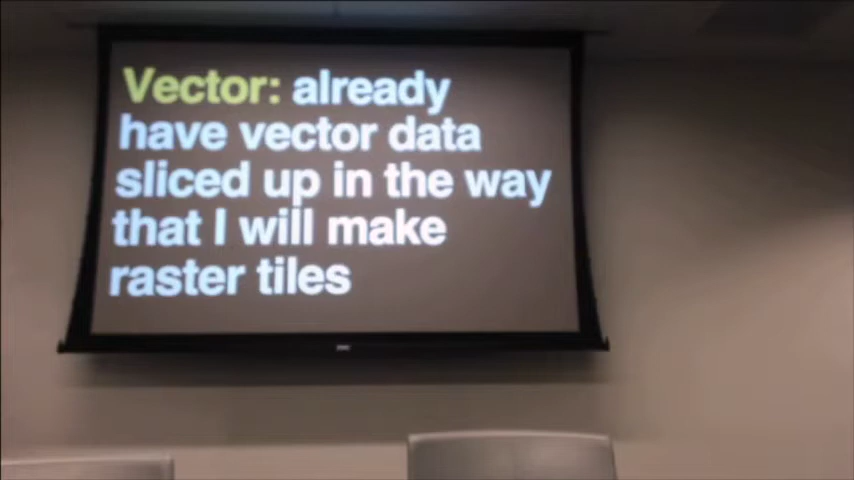 Vector: already
have vector data
sliced up in the way
that I will make
raster tiles